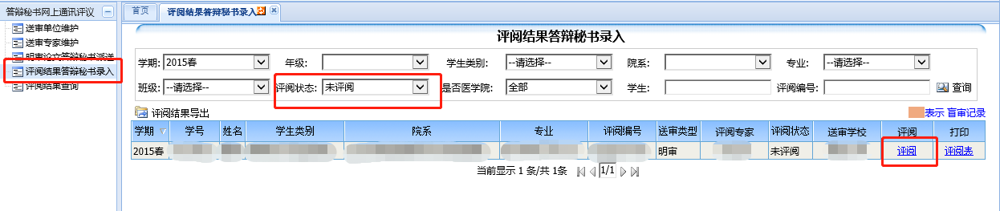 答辩秘书网上通讯评议
送审单位维护
送审专家维护
明审论文答辩秘书派送
评阅结果答辩秘书录入
评阅结果查询
首页 评阅结果答辩秘书录入
评阅结果答辩秘书录入
学期: 2015春 年级: 学生类别: --请选择-- 院系: 专业: --请选择--
班级: --请选择-- 评阅状态: 未评阅 是否医学院: 全部 学生: 评阅编号: 查询
评阅结果导出 表示 盲审记录
学期 学号 姓名 学生类别 院系 专业 评阅编号 送审类型 评阅专家 评阅状态 送审学校 评阅 打印
2015春 明审 未评阅 评阅 评阅表
当前显示 1 条/共 1条 1/1